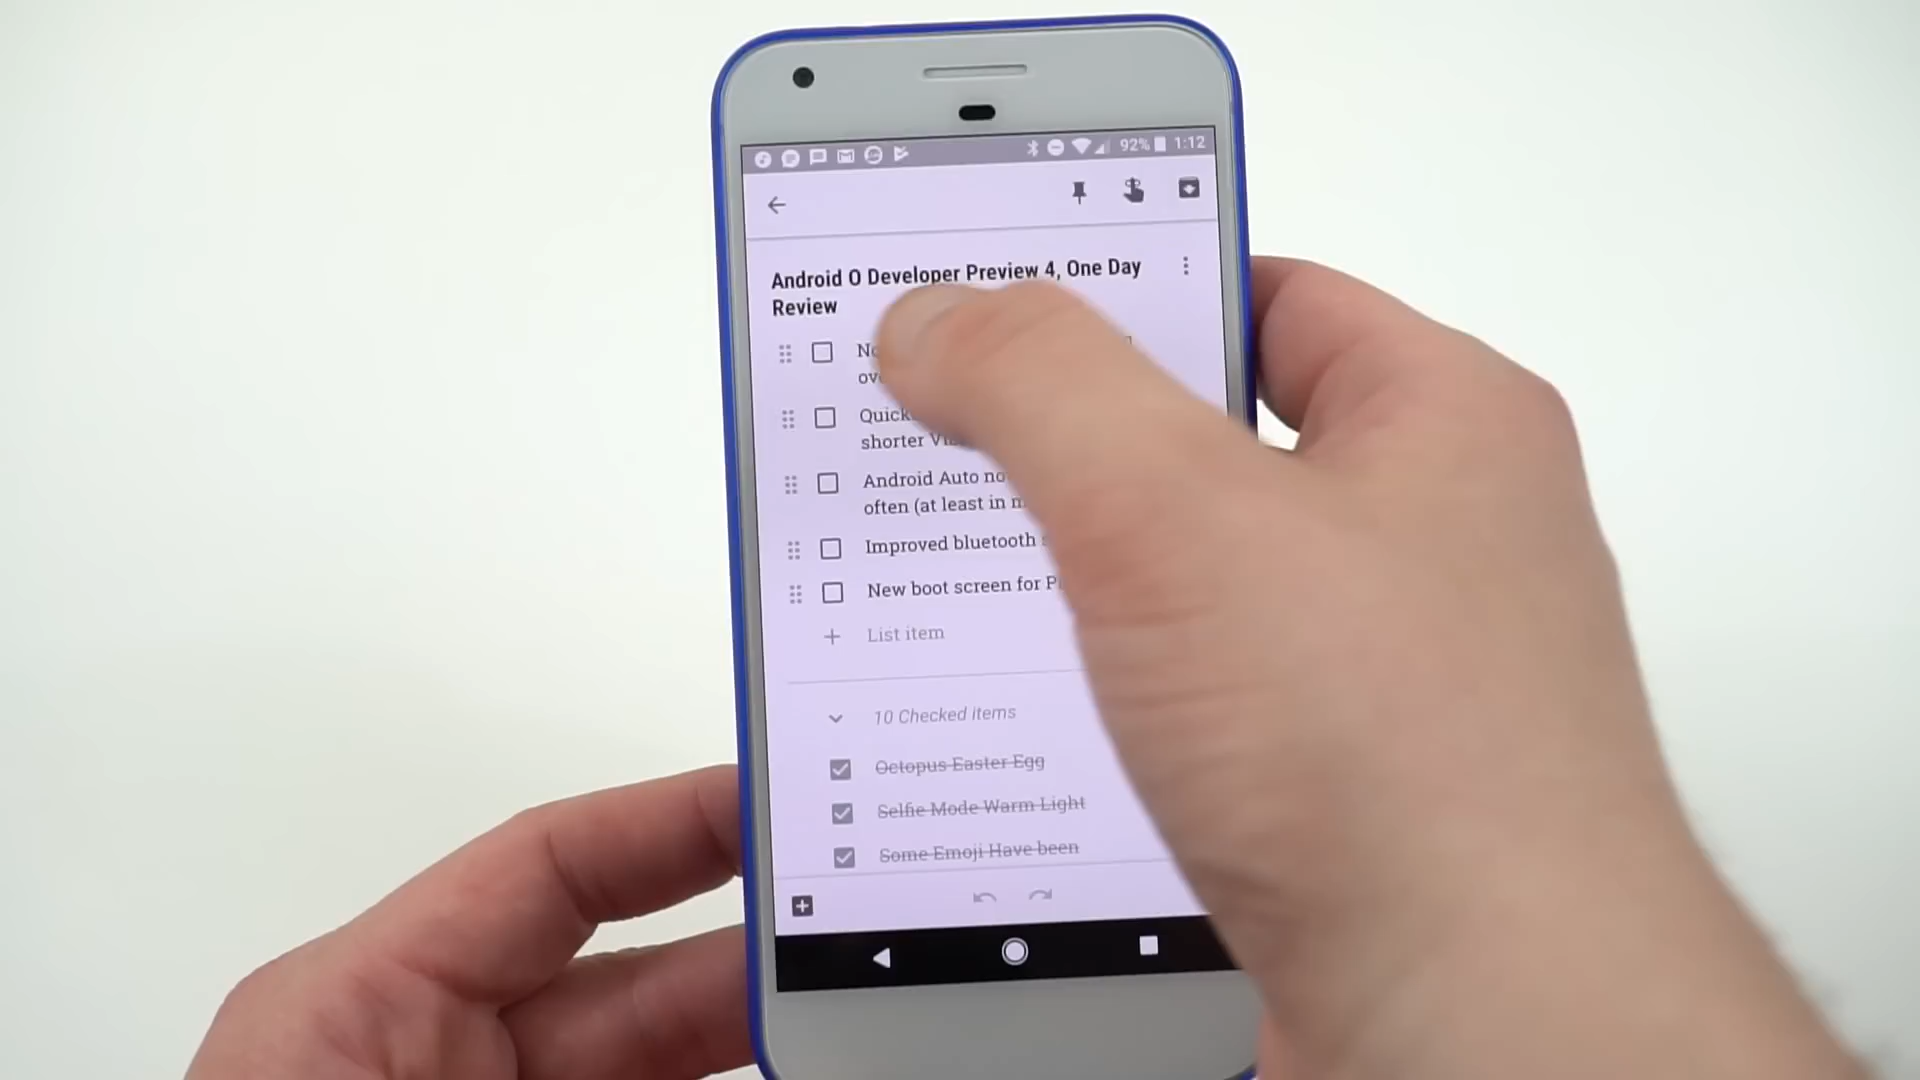 92% 1:12
Android O Developer Preview 4, One Day
Review
Quick
shorter
Android Auto
often (at least in
Improved bluetooth
New boot screen for
List item
10 Checked items
Octopus Easter Egg
Selfie Mode Warm Light
Some Emoji Have been